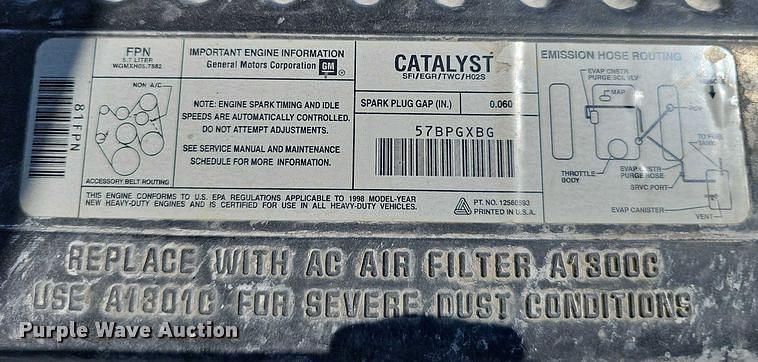 FPN
5.7 LITER
WGMXH05.7582
NON A/C
ACCESSORY BELT ROUTING
81FPN
IMPORTANT ENGINE INFORMATION
General Motors Corporation GM
NOTE: ENGINE SPARK TIMING AND IDLE
SPEEDS ARE AUTOMATICALLY CONTROLLED.
DO NOT ATTEMPT ADJUSTMENTS.
SEE SERVICE MANUAL AND MAINTENANCE
SCHEDULE FOR MORE INFORMATION.
CATALYST
SFI/EGR/TWC/HO2S
SPARK PLUG GAP (IN.) 0.060
57BPGXBG
THIS ENGINE CONFORMS TO U.S. EPA REGULATIONS APPLICABLE TO 1998 MODEL-YEAR
NEW HEAVY-DUTY ENGINES AND IS CERTIFIED FOR USE IN ALL HEAVY-DUTY VEHICLES.
PT. NO. 12560593
PRINTED IN U.S.A.
EMISSION HOSE ROUTING
EVAP CNSTR
PURGE SOL VLV
MAP
PCV
TO FUEL
TANK
THROTTLE
BODY
EVAP CNSTR
PURGE HOSE
SRVC PORT
EVAP CANISTER
VENT
REPLACE WITH AC AIR FILTER A1300C
USE A1301C FOR SEVERE DUST CONDITIONS
Purple Wave Auction